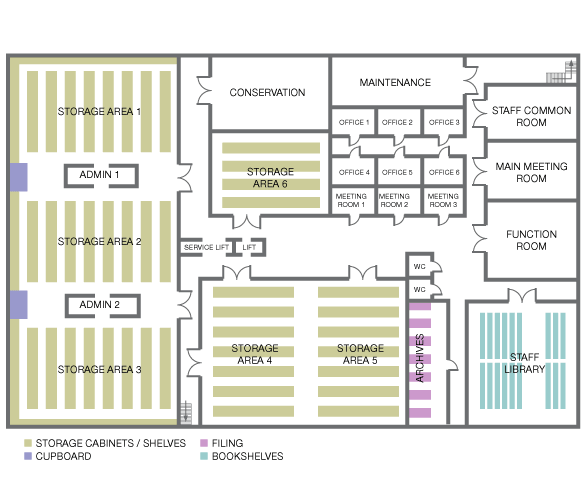 STORAGE AREA 1
CONSERVATION
MAINTENANCE
OFFICE 1
OFFICE 2
OFFICE 3
STAFF COMMON
ROOM
ADMIN 1
STORAGE
AREA 6
OFFICE 4
OFFICE 5
OFFICE 6
MAIN MEETING
ROOM
MEETING
ROOM 1
MEETING
ROOM 2
MEETING
ROOM 3
STORAGE AREA 2
SERVICE LIFT
LIFT
FUNCTION
ROOM
WC
WC
ADMIN 2
STORAGE AREA 3
STORAGE
AREA 4
STORAGE
AREA 5
ARCHIVES
STAFF
LIBRARY
STORAGE CABINETS / SHELVES
FILING
CUPBOARD
BOOKSHELVES